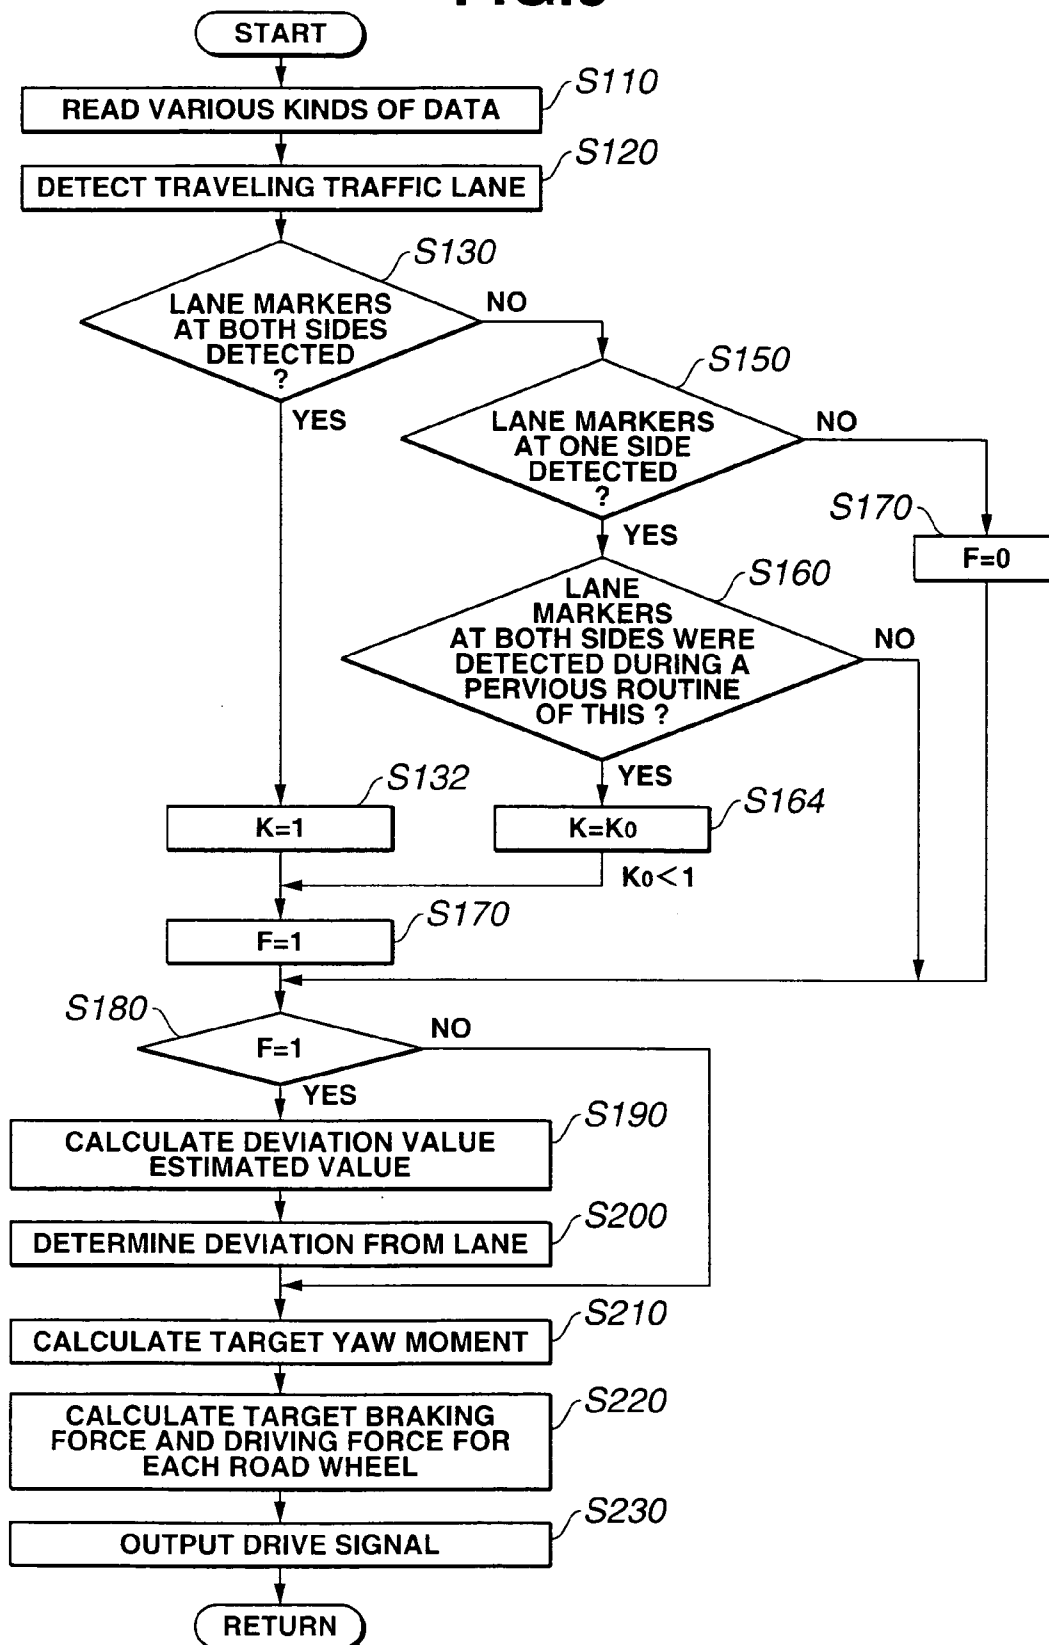 START
S110
READ VARIOUS KINDS OF DATA
S120
DETECT TRAVELING TRAFFIC LANE
S130
LANE MARKERS
AT BOTH SIDES
DETECTED
?
NO
YES
S150
LANE MARKERS
AT ONE SIDE
DETECTED
?
NO
YES
S170
F=0
S160
LANE
MARKERS
AT BOTH SIDES WERE
DETECTED DURING A
PERVIOUS ROUTINE
OF THIS ?
NO
YES
S132
K=1
S164
K=K0
K0<1
S170
F=1
S180
F=1
NO
YES
S190
CALCULATE DEVIATION VALUE
ESTIMATED VALUE
S200
DETERMINE DEVIATION FROM LANE
S210
CALCULATE TARGET YAW MOMENT
S220
CALCULATE TARGET BRAKING
FORCE AND DRIVING FORCE FOR
EACH ROAD WHEEL
S230
OUTPUT DRIVE SIGNAL
RETURN